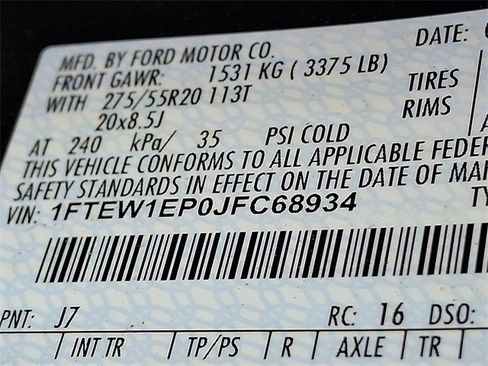 MFD. BY FORD MOTOR CO.
DATE:
FRONT GAWR: 1531 KG ( 3375 LB)
WITH 275/55R20 113T TIRES
20x8.5J RIMS
AT 240 kPa/ 35 PSI COLD
THIS VEHICLE CONFORMS TO ALL APPLICABLE FEDER
SAFETY STANDARDS IN EFFECT ON THE DATE OF MA
VIN: 1FTEW1EP0JFC68934 TY
PNT: J7 RC: 16 DSO:
INT TR TP/PS R AXLE TR